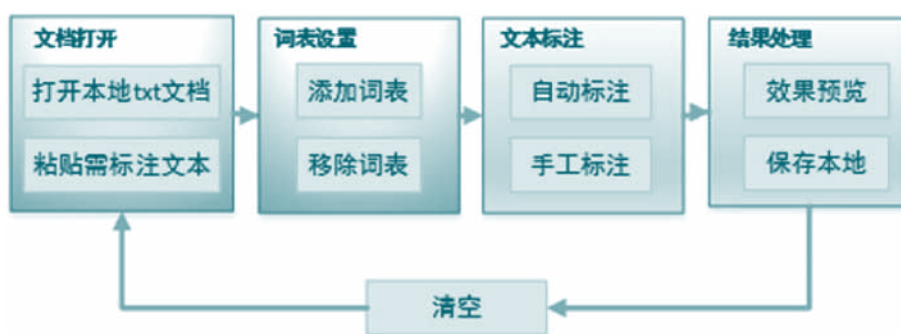 文档打开
打开本地txt文档
粘贴需标注文本
词表设置
添加词表
移除词表
文本标注
自动标注
手工标注
结果处理
效果预览
保存本地
清空